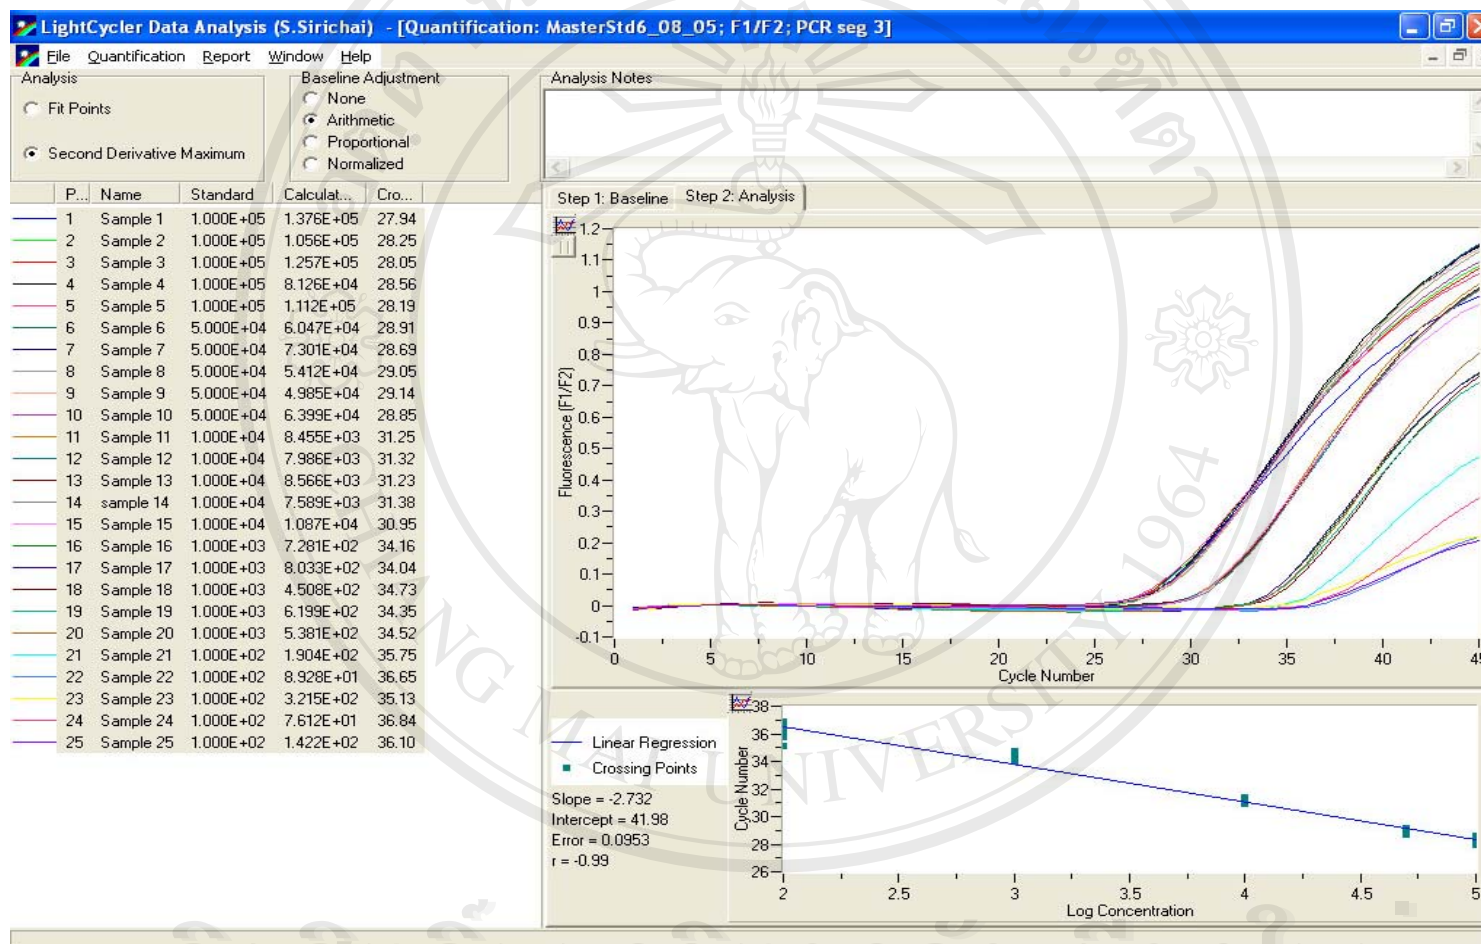 LightCycler Data Analysis (S.Sirichai) - [Quantification: MasterStd6_08_05; F1/F2; PCR seg 3]
File Quantification Report Window Help
Analysis
Fit Points
Second Derivative Maximum
Baseline Adjustment
None
Arithmetic
Proportional
Normalized
Analysis Notes
P... Name Standard Calculat... Cro...
1 Sample 1 1.000E+05 1.376E+05 27.94
2 Sample 2 1.000E+05 1.056E+05 28.25
3 Sample 3 1.000E+05 1.257E+05 28.05
4 Sample 4 1.000E+05 8.126E+04 28.56
5 Sample 5 1.000E+05 1.112E+05 28.19
6 Sample 6 5.000E+04 6.047E+04 28.91
7 Sample 7 5.000E+04 7.301E+04 28.69
8 Sample 8 5.000E+04 5.412E+04 29.05
9 Sample 9 5.000E+04 4.985E+04 29.14
10 Sample 10 5.000E+04 6.399E+04 28.85
11 Sample 11 1.000E+04 8.455E+03 31.25
12 Sample 12 1.000E+04 7.986E+03 31.32
13 Sample 13 1.000E+04 8.566E+03 31.23
14 sample 14 1.000E+04 7.589E+03 31.38
15 Sample 15 1.000E+04 1.087E+04 30.95
16 Sample 16 1.000E+03 7.281E+02 34.16
17 Sample 17 1.000E+03 8.033E+02 34.04
18 Sample 18 1.000E+03 4.508E+02 34.73
19 Sample 19 1.000E+03 6.199E+02 34.35
20 Sample 20 1.000E+03 5.381E+02 34.52
21 Sample 21 1.000E+02 1.904E+02 35.75
22 Sample 22 1.000E+02 8.928E+01 36.65
23 Sample 23 1.000E+02 3.215E+02 35.13
24 Sample 24 1.000E+02 7.612E+01 36.84
25 Sample 25 1.000E+02 1.422E+02 36.10
Step 1: Baseline Step 2: Analysis
Fluorescence (F1/F2)
1.2
1.1
1
0.9
0.8
0.7
0.6
0.5
0.4
0.3
0.2
0.1
0
-0.1
0 5 10 15 20 25 30 35 40 45
Cycle Number
Linear Regression
Crossing Points
Slope = -2.732
Intercept = 41.98
Error = 0.0953
r = -0.99
Cycle Number
38
36
34
32
30
28
26
2 2.5 3 3.5 4 4.5 5
Log Concentration
CHIANG MAI UNIVERSITY 1964